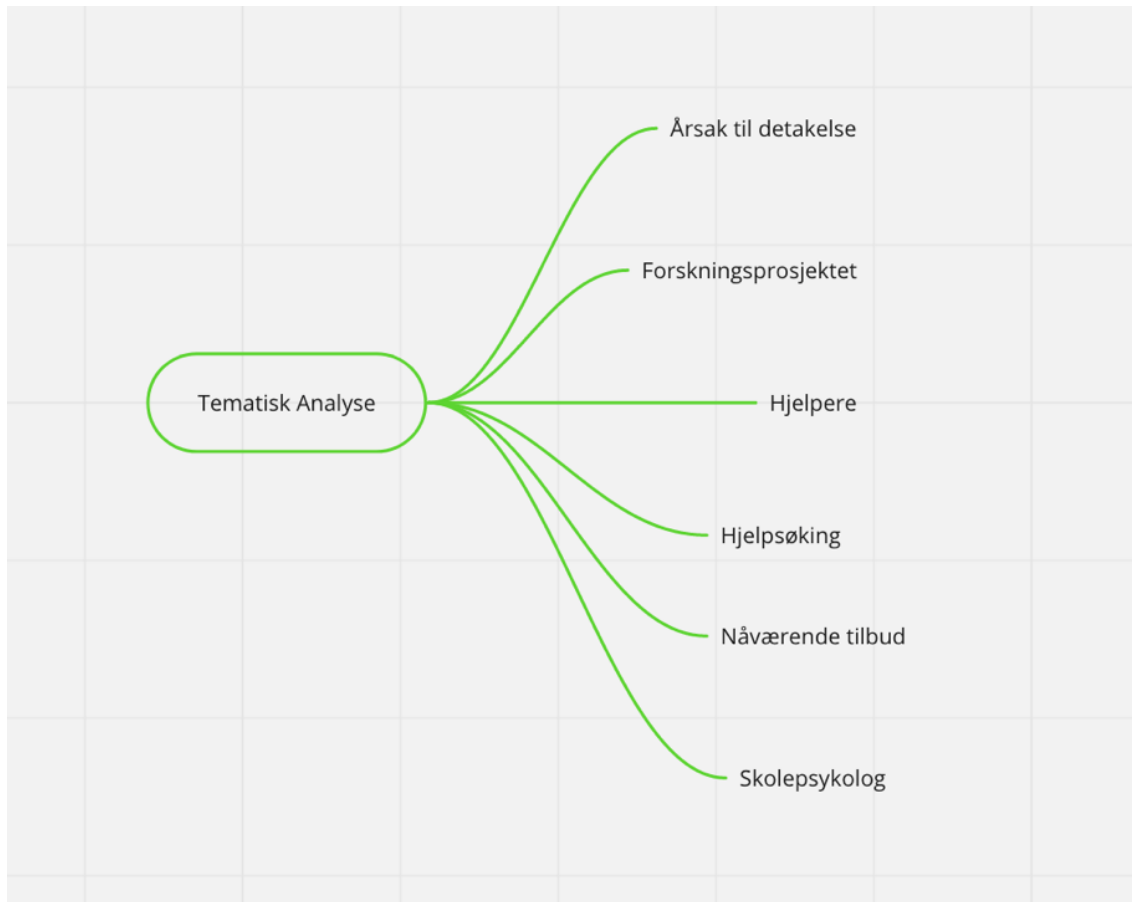 Årsak til detakelse
Forskningsprosjektet
Tematisk Analyse
Hjelpere
Hjelpsøking
Nåværende tilbud
Skolepsykolog